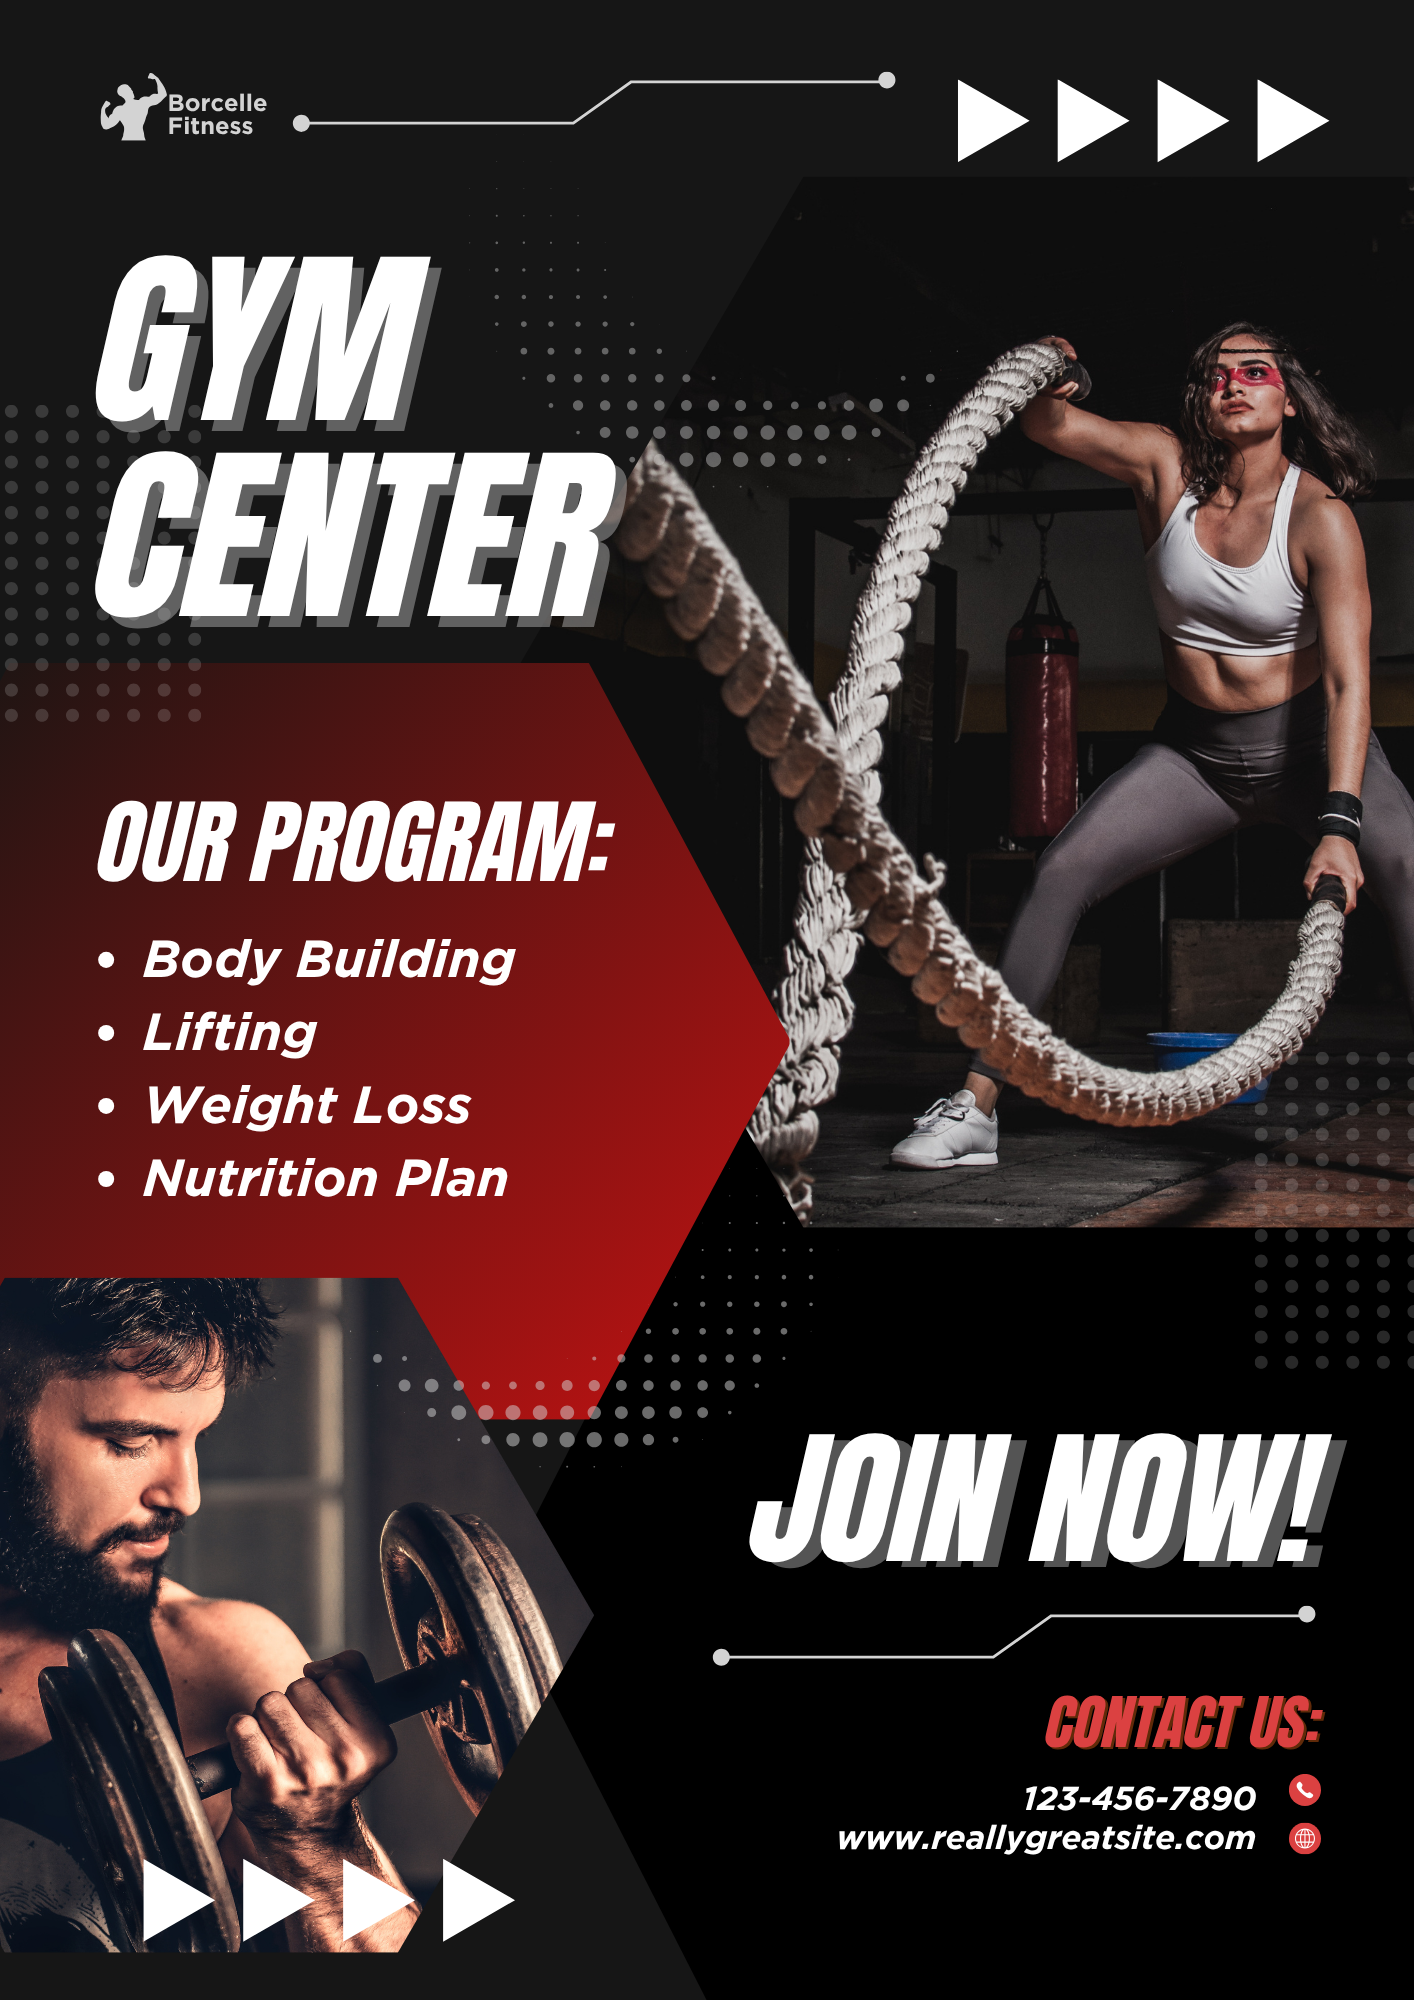 Borcelle
Fitness
GYM
CENTER
OUR PROGRAM:
• Body Building
• Lifting
• Weight Loss
• Nutrition Plan
JOIN NOW!
CONTACT US:
123-456-7890
www.reallygreatsite.com